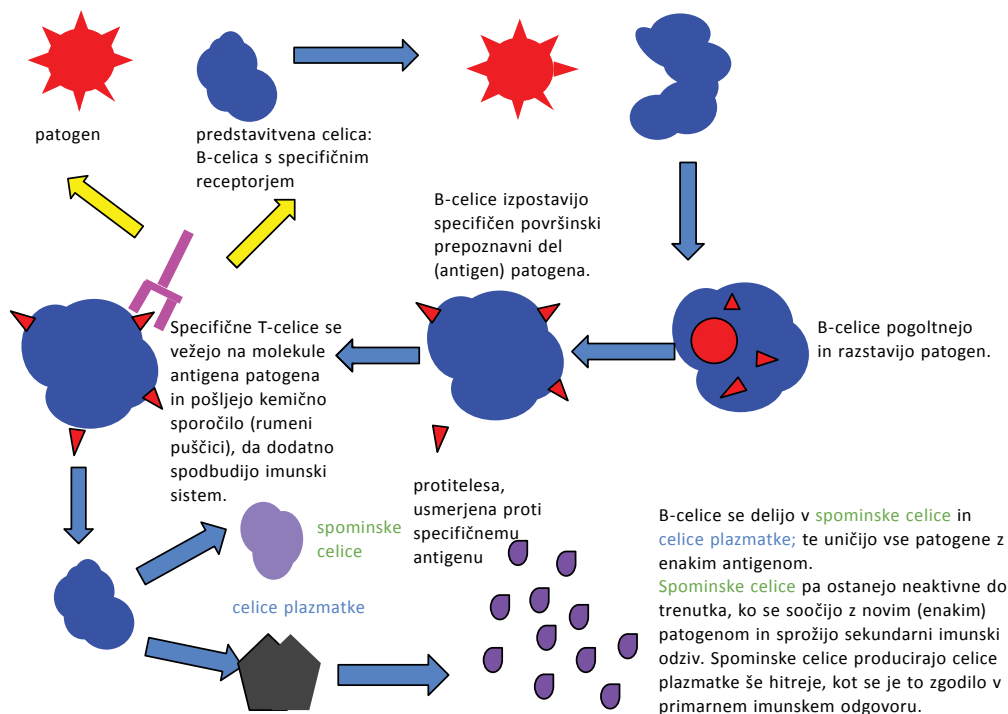 patogen
predstavitvena celica:
B-celica s specifičnim
receptorjem
B-celice izpostavijo
specifičen površinski
prepoznavni del
(antigen) patogena.
B-celice pogoltnejo
in razstavijo patogen.
Specifične T-celice se
vežejo na molekule
antigena patogena
in pošljejo kemično
sporočilo (rumeni
puščici), da dodatno
spodbudijo imunski
sistem.
spominske
celice
celice plazmatke
protitelesa,
usmerjena proti
specifičnemu
antigenu
B-celice se delijo v spominske celice in
celice plazmatke; te uničijo vse patogene z
enakim antigenom.
Spominske celice pa ostanejo neaktivne do
trenutka, ko se soočijo z novim (enakim)
patogenom in sprožijo sekundarni imunski
odziv. Spominske celice producirajo celice
plazmatke še hitreje, kot se je to zgodilo v
primarnem imunskem odgovoru.